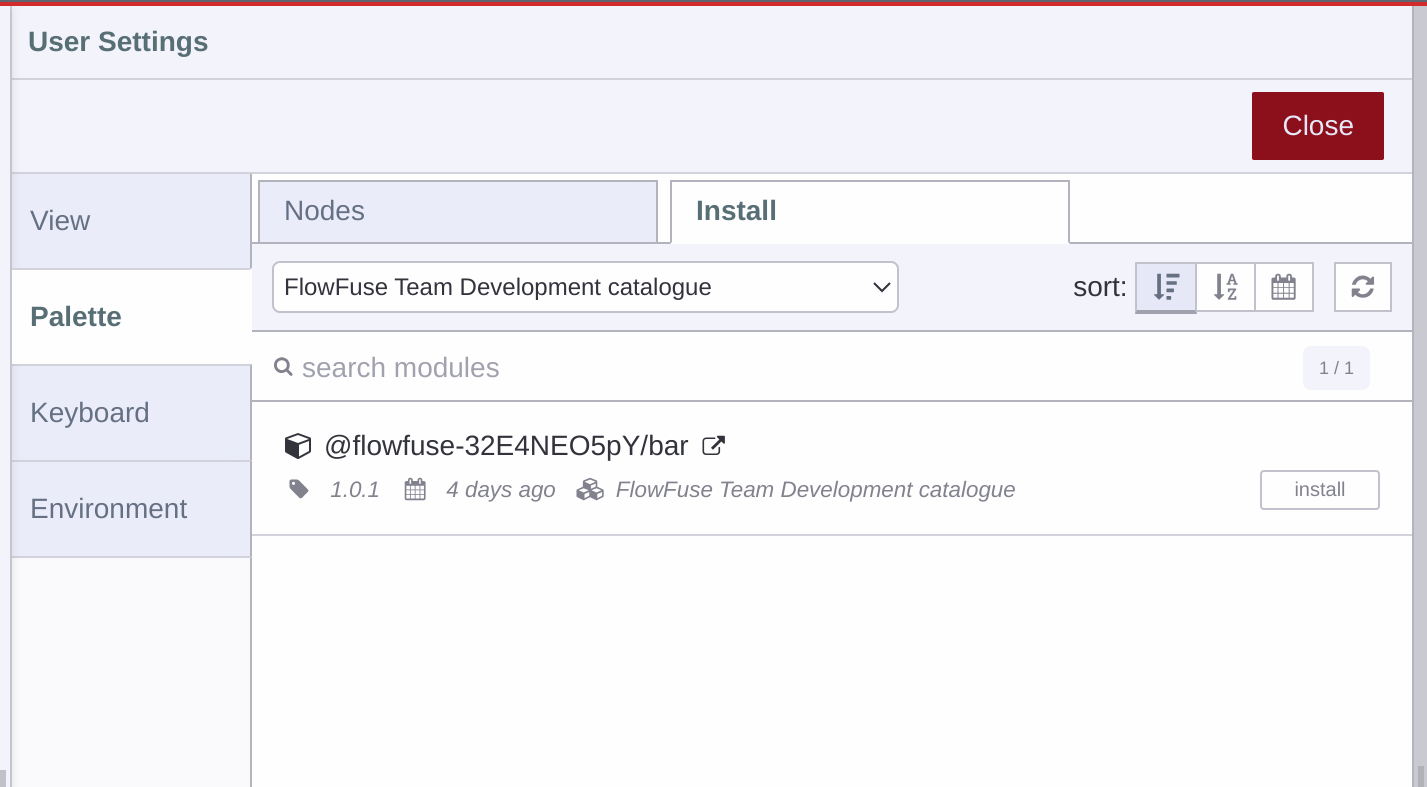 User Settings
Close
View
Palette
Keyboard
Environment
Nodes
Install
FlowFuse Team Development catalogue
sort:
A
Z
search modules
1 / 1
@flowfuse-32E4NEO5pY/bar
1.0.1 4 days ago FlowFuse Team Development catalogue
install